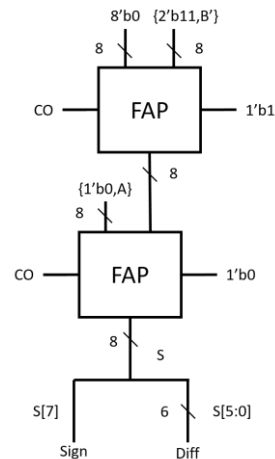 8'b0 {2'b11,B'}
8 8
CO FAP 1'b1
8
{1'b0,A}
8
CO FAP 1'b0
8 S
S[7] 6 S[5:0]
Sign Diff